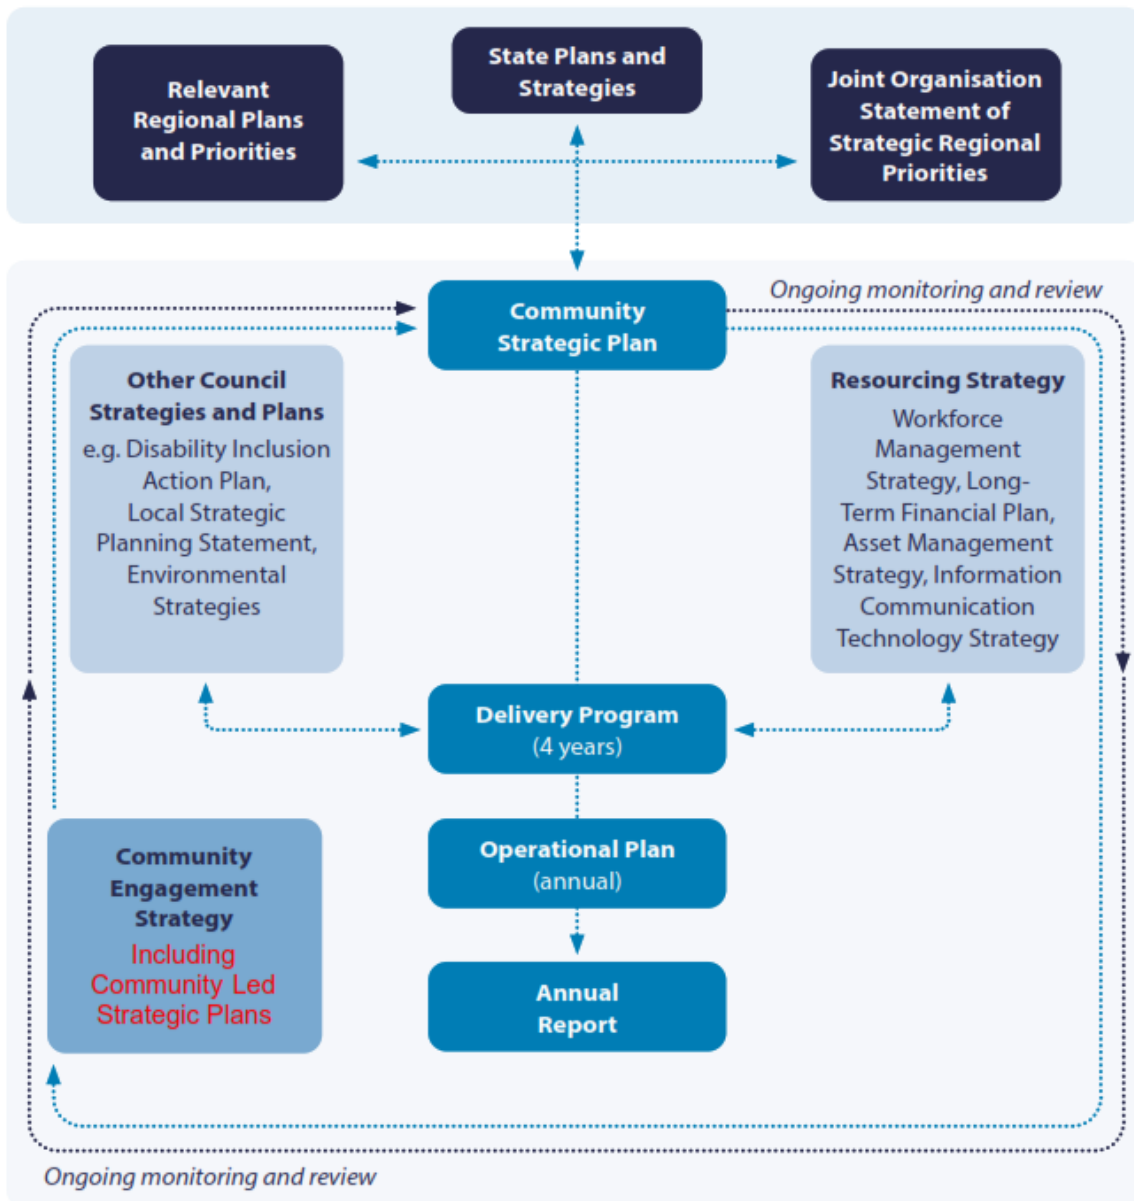 State Plans and
Strategies
Relevant
Regional Plans
and Priorities
Joint Organisation
Statement of
Strategic Regional
Priorities
Ongoing monitoring and review
Community
Strategic Plan
Other Council
Strategies and Plans
e.g. Disability Inclusion
Action Plan,
Local Strategic
Planning Statement,
Environmental
Strategies
Resourcing Strategy
Workforce
Management
Strategy, Long-
Term Financial Plan,
Asset Management
Strategy, Information
Communication
Technology Strategy
Delivery Program
(4 years)
Operational Plan
(annual)
Community
Engagement
Strategy
Including
Community Led
Strategic Plans
Annual
Report
Ongoing monitoring and review